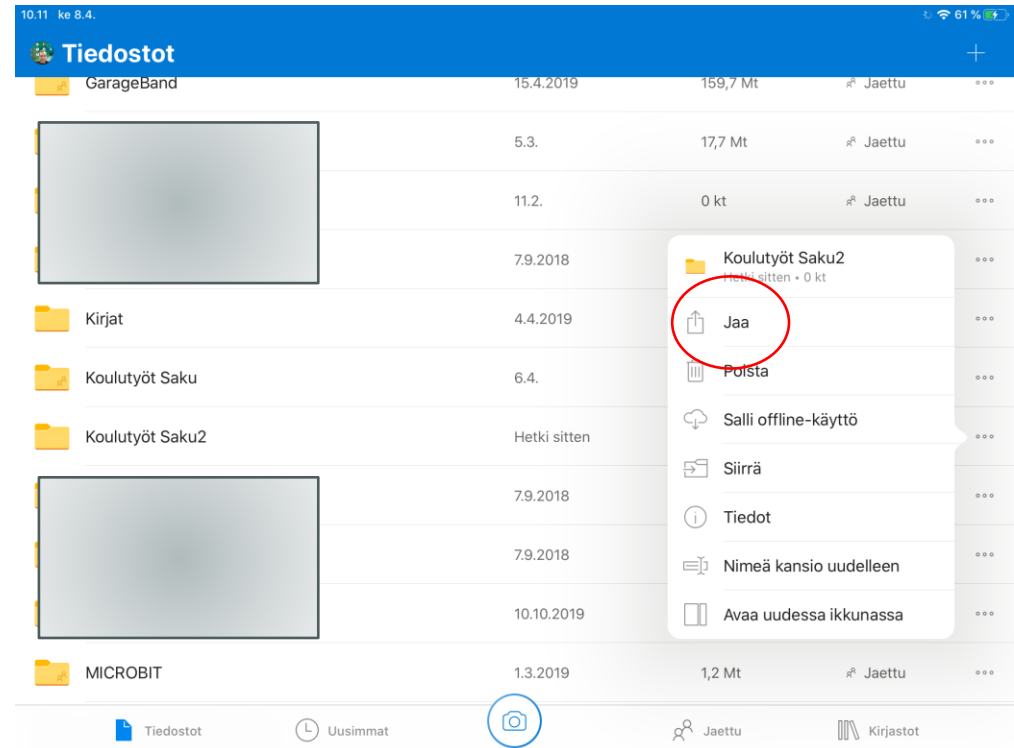 10.11 ke 8.4. 61 %
Tiedostot
GarageBand 15.4.2019 159,7 Mt Jaettu
5.3. 17,7 Mt Jaettu
11.2. 0 kt Jaettu
7.9.2018
Koulutyöt Saku2
Hetki sitten • 0 kt
Kirjat 4.4.2019
Jaa
Koulutyöt Saku 6.4.
Poista
Salli offline-käyttö
Koulutyöt Saku2 Hetki sitten
Siirrä
7.9.2018
Tiedot
7.9.2018
Nimeä kansio uudelleen
10.10.2019
Avaa uudessa ikkunassa
MICROBIT 1.3.2019 1,2 Mt Jaettu
Tiedostot Uusimmat Jaettu Kirjastot